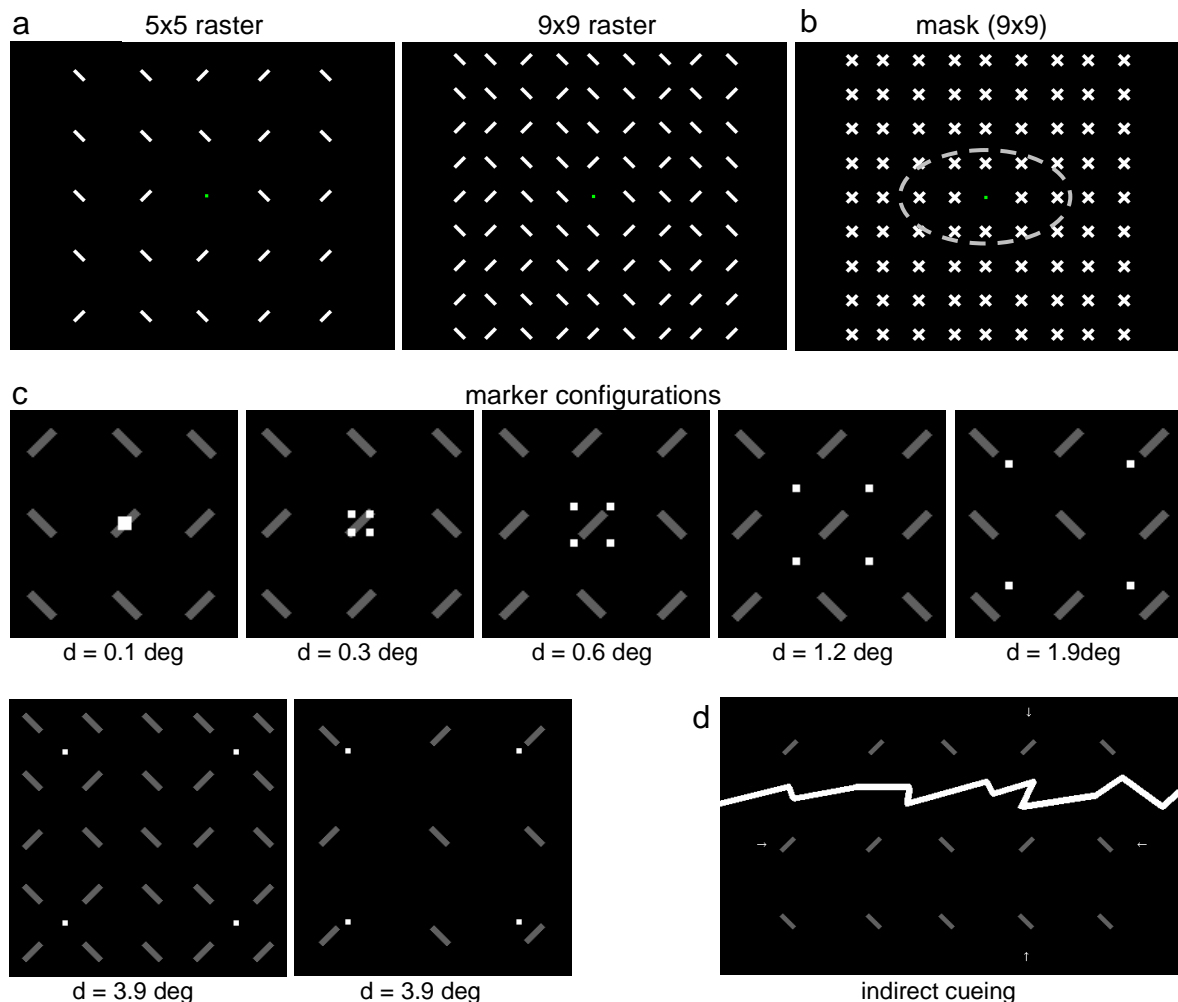 a
5x5 raster
9x9 raster
b
mask (9x9)
c
marker configurations
d = 0.1 deg
d = 0.3 deg
d = 0.6 deg
d = 1.2 deg
d = 1.9deg
d = 3.9 deg
d = 3.9 deg
d
indirect cueing